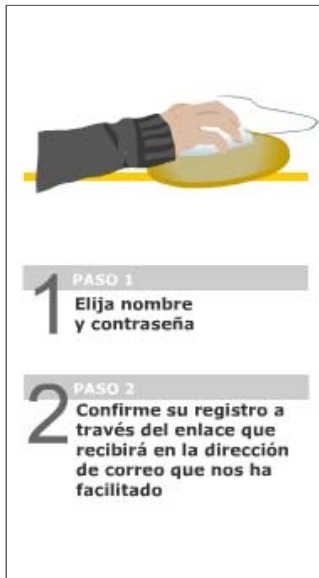 1
PASO 1
Elija nombre
y contraseña
2
PASO 2
Confirme su registro a
través del enlace que
recibirá en la dirección
de correo que nos ha
facilitado